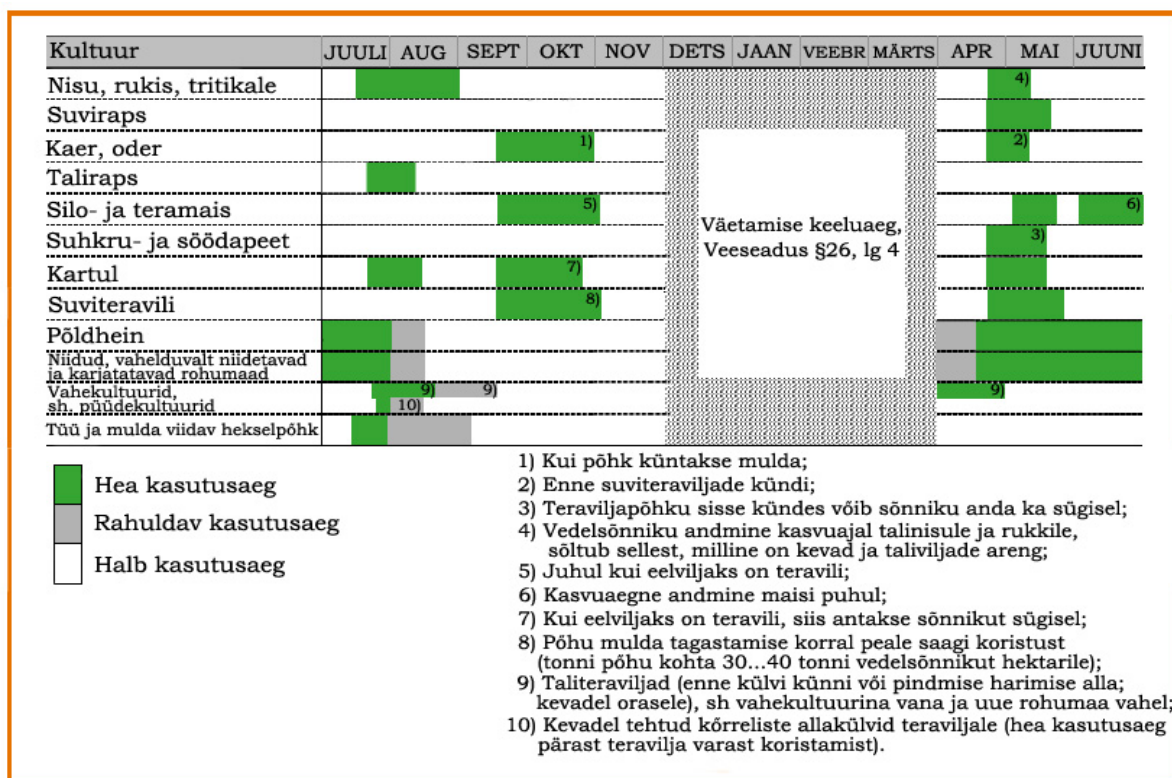 Kultuur JUULI AUG SEPT OKT NOV DETS JAAN VEEBR MÄRTS APR MAI JUUNI
Nisu, rukis, tritikale 4)
Suviraps
Kaer, oder 1) 2)
Taliraps
Silo- ja teramais 5) 6)
Suhkru- ja söödapeet 3)
Kartul 7)
Suviteravili 8)
Põldhein
Niidud, vahelduvalt niidetavad
ja karjatatavad rohumaad
Vahekultuurid, 9) 9) 9)
sh. püüdekultuurid 10)
Tüü ja mulda viidav hekselpõhk
Väetamise keeluaeg,
Veeseadus §26, lg 4
Hea kasutusaeg
Rahuldav kasutusaeg
Halb kasutusaeg
1) Kui põhk küntakse mulda;
2) Enne suviteraviljade kündi;
3) Teraviljapõhku sisse kündes võib sõnniku anda ka sügisel;
4) Vedelsõnniku andmine kasvuajal talinisule ja rukkile,
sõltub sellest, milline on kevad ja taliviljade areng;
5) Juhul kui eelviljaks on teravili;
6) Kasvuaegne andmine maisi puhul;
7) Kui eelviljaks on teravili, siis antakse sõnnikut sügisel;
8) Põhu mulda tagastamise korral peale saagi koristust
(tonni põhu kohta 30...40 tonni vedelsõnnikut hektarile);
9) Taliteraviljad (enne külvi künni või pindmise harimise alla;
kevadel orasele), sh vahekultuurina vana ja uue rohumaa vahel;
10) Kevadel tehtud kõrreliste allakülvid teraviljale (hea kasutusaeg
pärast teravilja varast koristamist).